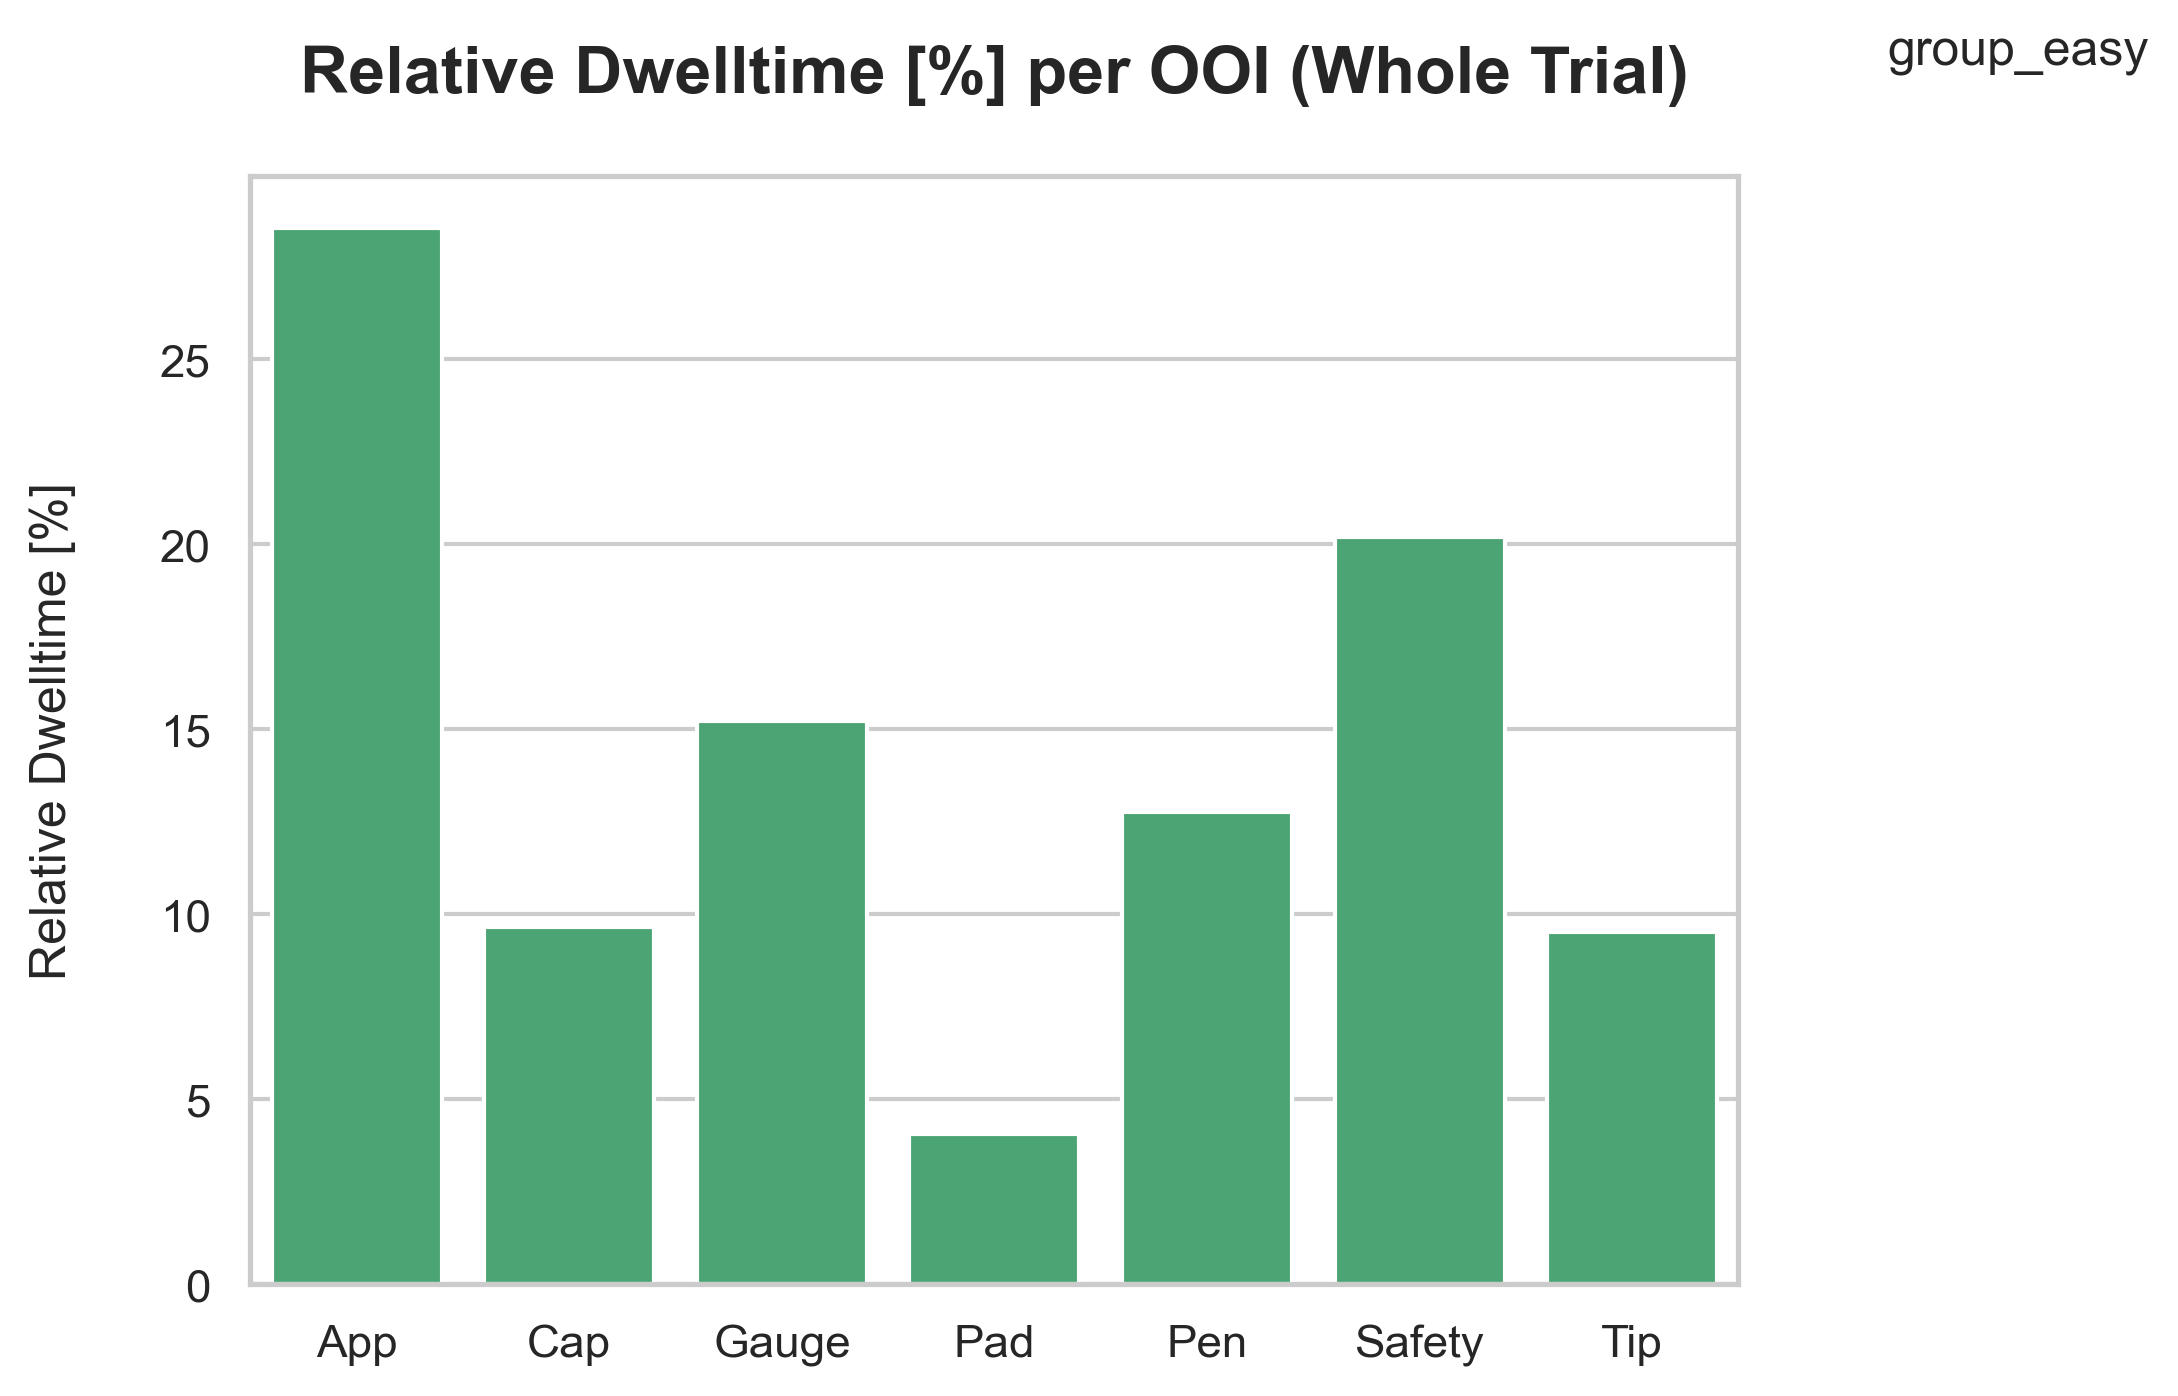 group_easy
Relative Dwelltime [%] per OOI (Whole Trial)
Relative Dwelltime [%]
25
20
15
10
5
0
App Cap Gauge Pad Pen Safety Tip